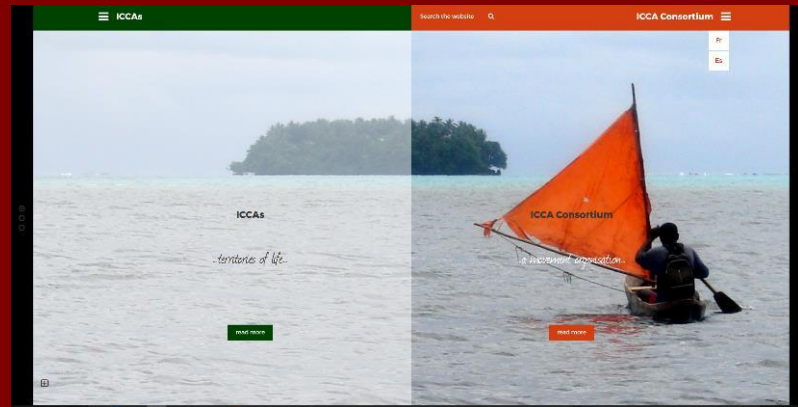 ICCAs
Search the website
ICCA Consortium
Fr
Es
ICCAs
ICCA Consortium
...territories of life...
...a movement organisation...
read more
read more